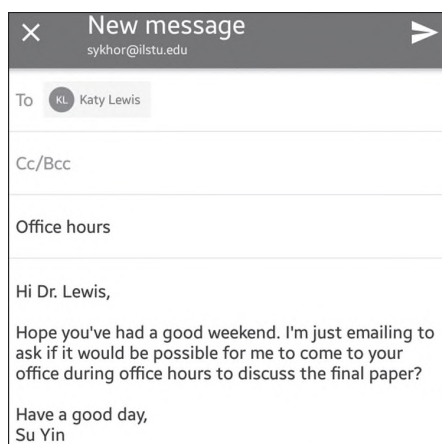 New message
sykhor@ilstu.edu
To KL Katy Lewis
Cc/Bcc
Office hours
Hi Dr. Lewis,
Hope you've had a good weekend. I'm just emailing to
ask if it would be possible for me to come to your
office during office hours to discuss the final paper?
Have a good day,
Su Yin